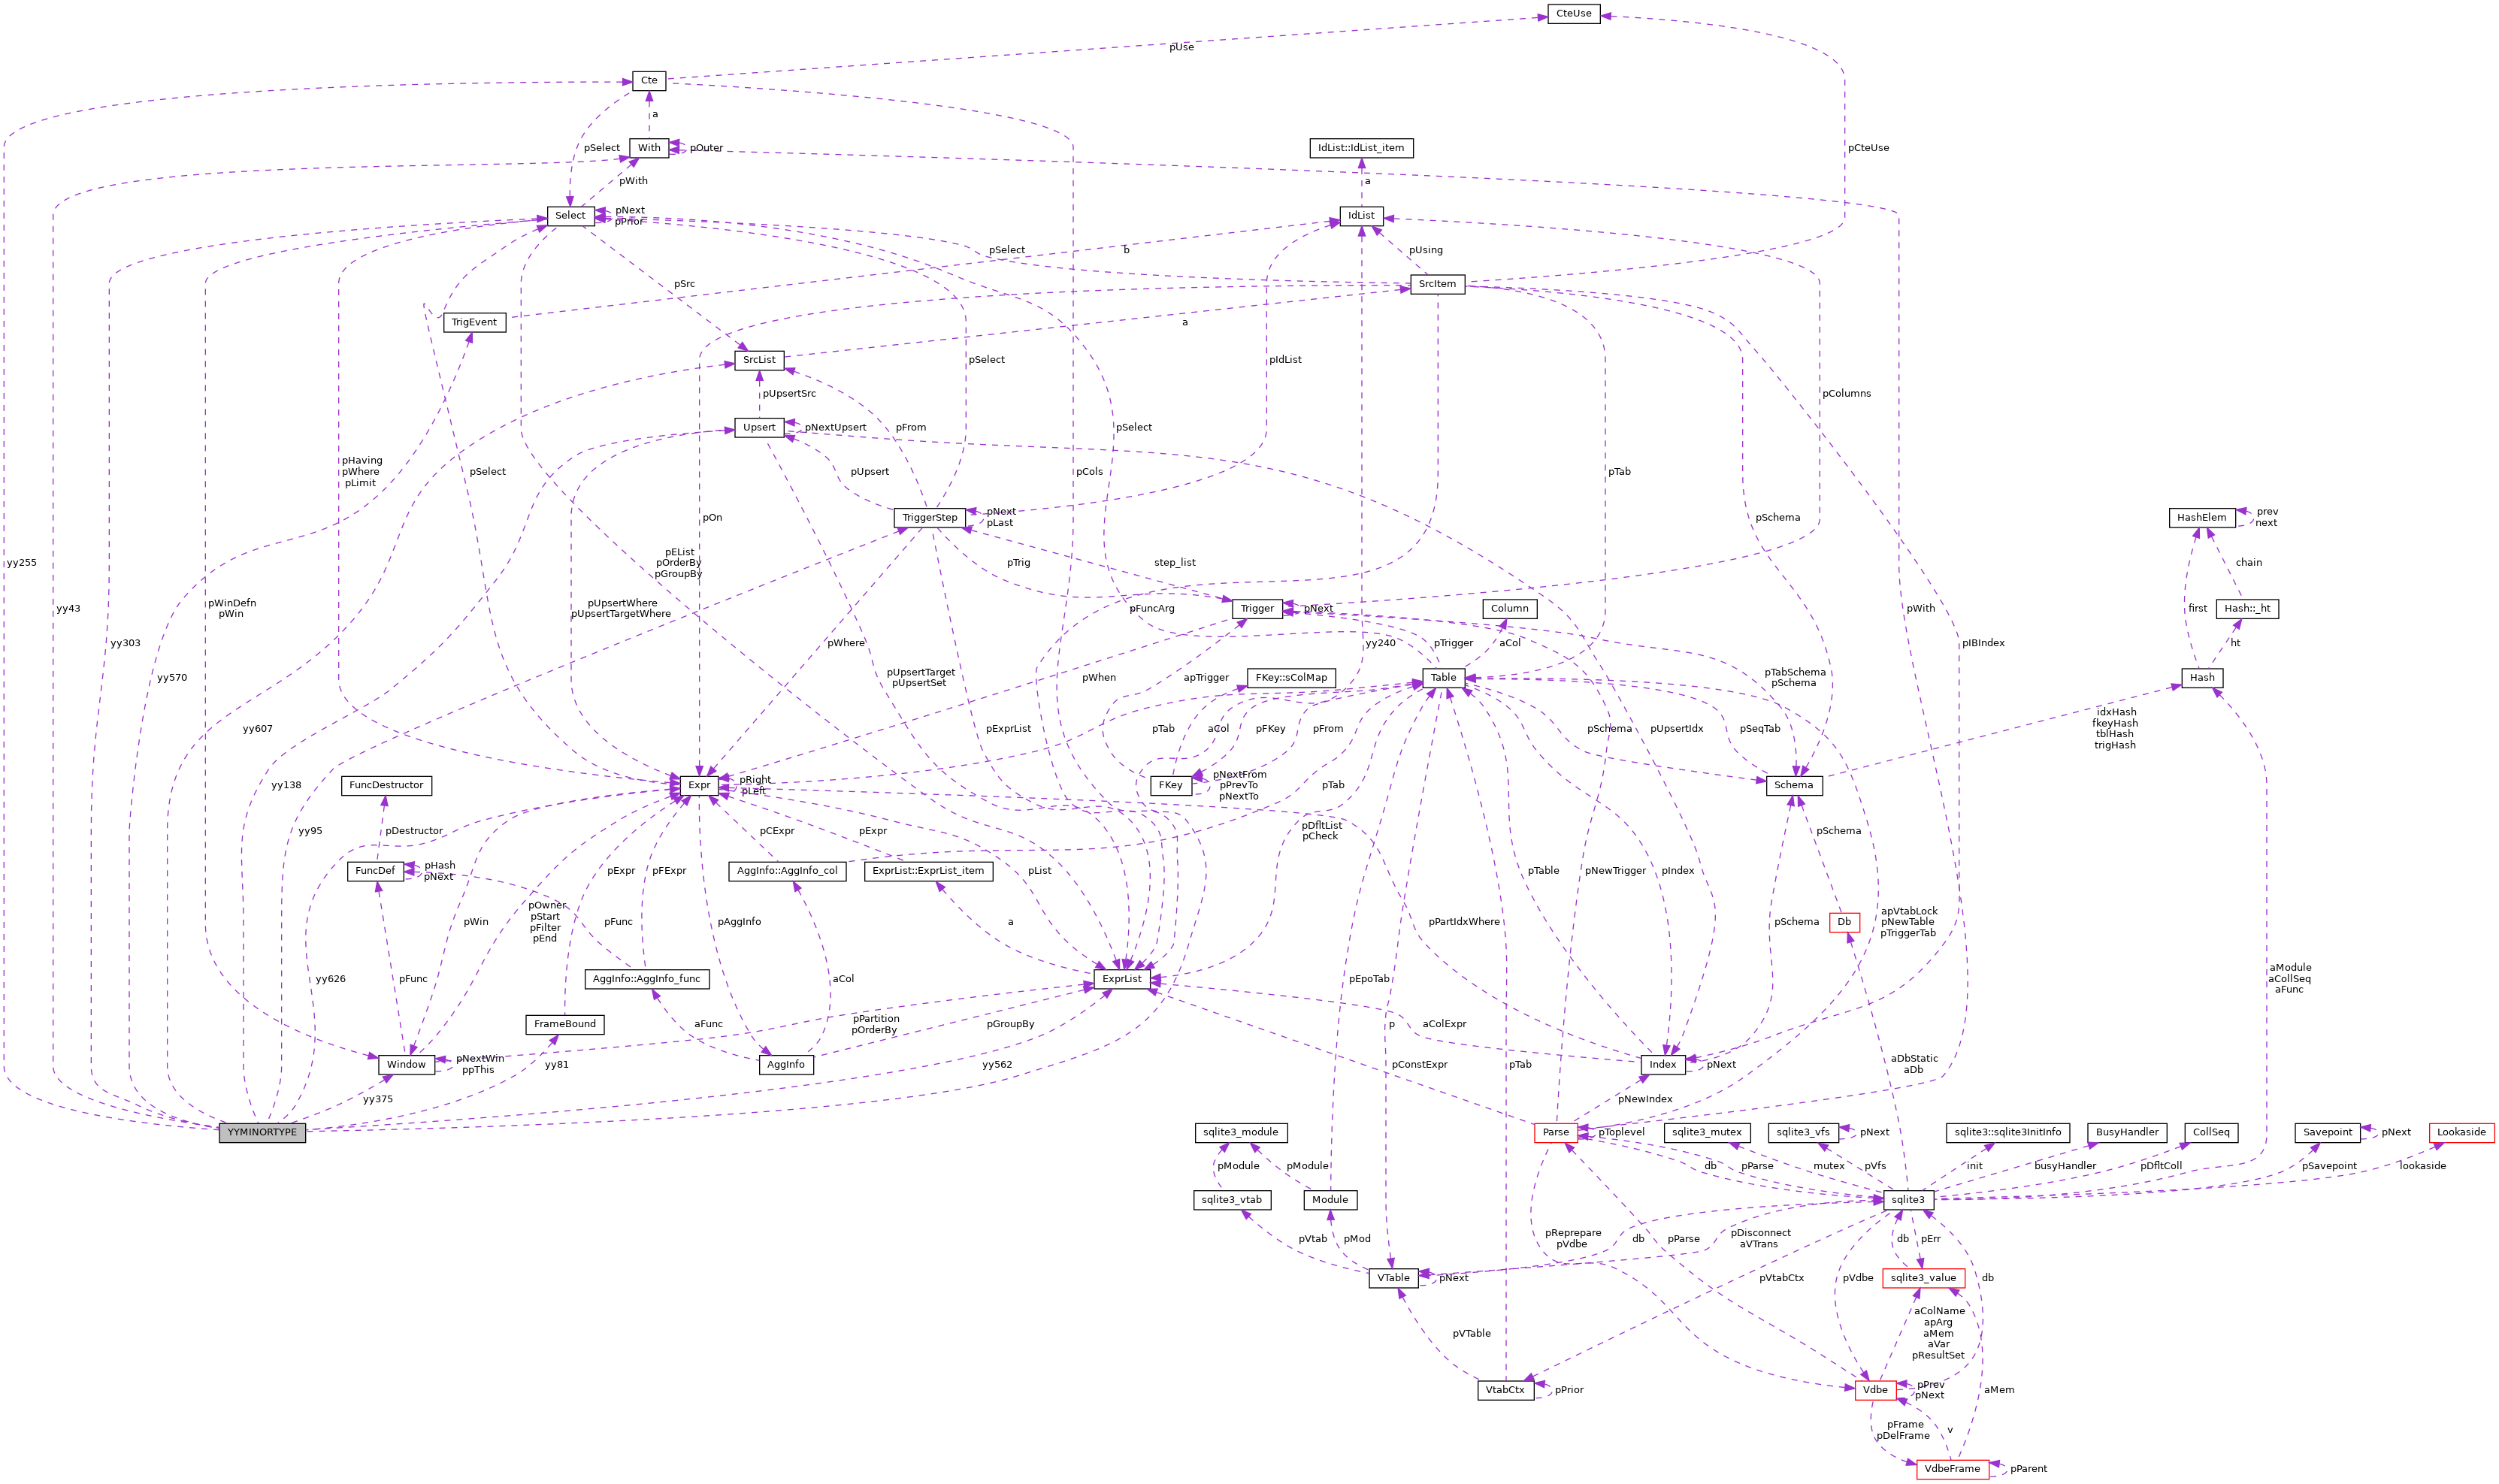 CteUse
pUse
Cte
a
With
pOuter
IdList::IdList_item
pSelect
pCteUse
pWith
a
Select
pNext
pPrior
IdList
pSelect
b
pUsing
SrcItem
pSrc
TrigEvent
a
SrcList
pSelect
pIdList
pUpsertSrc
pColumns
Upsert
pNextUpsert
pFrom
pSelect
pHaving
pWhere
pLimit
pSelect
pUpsert
pCols
pTab
TriggerStep
pNext
pLast
pOn
pSchema
HashElem
prev
next
yy255
pEList
pOrderBy
pGroupBy
pTrig
step_list
chain
yy43
pWinDefn
pWin
pUpsertWhere
pUpsertTargetWhere
pFuncArg
Trigger
pNext
Column
pWith
first
Hash::_ht
yy303
pWhere
yy240
pTrigger
aCol
pIBIndex
ht
yy570
pUpsertTarget
pUpsertSet
pWhen
apTrigger
FKey::sColMap
Table
pTabSchema
pSchema
Hash
yy607
pExprList
pTab
aCol
pFKey
pFrom
pSchema
pSeqTab
pUpsertIdx
idxHash
fkeyHash
tblHash
trigHash
yy138
FuncDestructor
Expr
pRight
pLeft
pTab
FKey
pNextFrom
pPrevTo
pNextTo
Schema
yy95
pDestructor
pCExpr
pExpr
pDfltList
pCheck
pSchema
FuncDef
pHash
pNext
pExpr
pFExpr
AggInfo::AggInfo_col
ExprList::ExprList_item
pList
pTable
pNewTrigger
pIndex
pWin
pOwner
pStart
pFilter
pEnd
pFunc
pAggInfo
a
pPartIdxWhere
pSchema
Db
apVtabLock
pNewTable
pTriggerTab
yy626
pFunc
AggInfo::AggInfo_func
aCol
ExprList
pEpoTab
aModule
aCollSeq
aFunc
FrameBound
pPartition
pOrderBy
pGroupBy
p
aColExpr
Window
pNextWin
ppThis
yy81
aFunc
AggInfo
yy562
pConstExpr
pTab
Index
pNext
aDbStatic
aDb
yy375
pNewIndex
YYMINORTYPE
sqlite3_module
Parse
pToplevel
sqlite3_mutex
sqlite3_vfs
pNext
sqlite3::sqlite3InitInfo
BusyHandler
CollSeq
Savepoint
pNext
Lookaside
pModule
pModule
db
pParse
mutex
pVfs
init
busyHandler
pDfltColl
pSavepoint
lookaside
sqlite3_vtab
Module
sqlite3
pVtab
pMod
pReprepare
pVdbe
db
pParse
pDisconnect
aVTrans
db
pErr
VTable
pNext
pVtabCtx
pVdbe
sqlite3_value
db
pVTable
aColName
apArg
aMem
aVar
pResultSet
VtabCtx
pPrior
Vdbe
pPrev
pNext
aMem
pFrame
pDelFrame
v
VdbeFrame
pParent